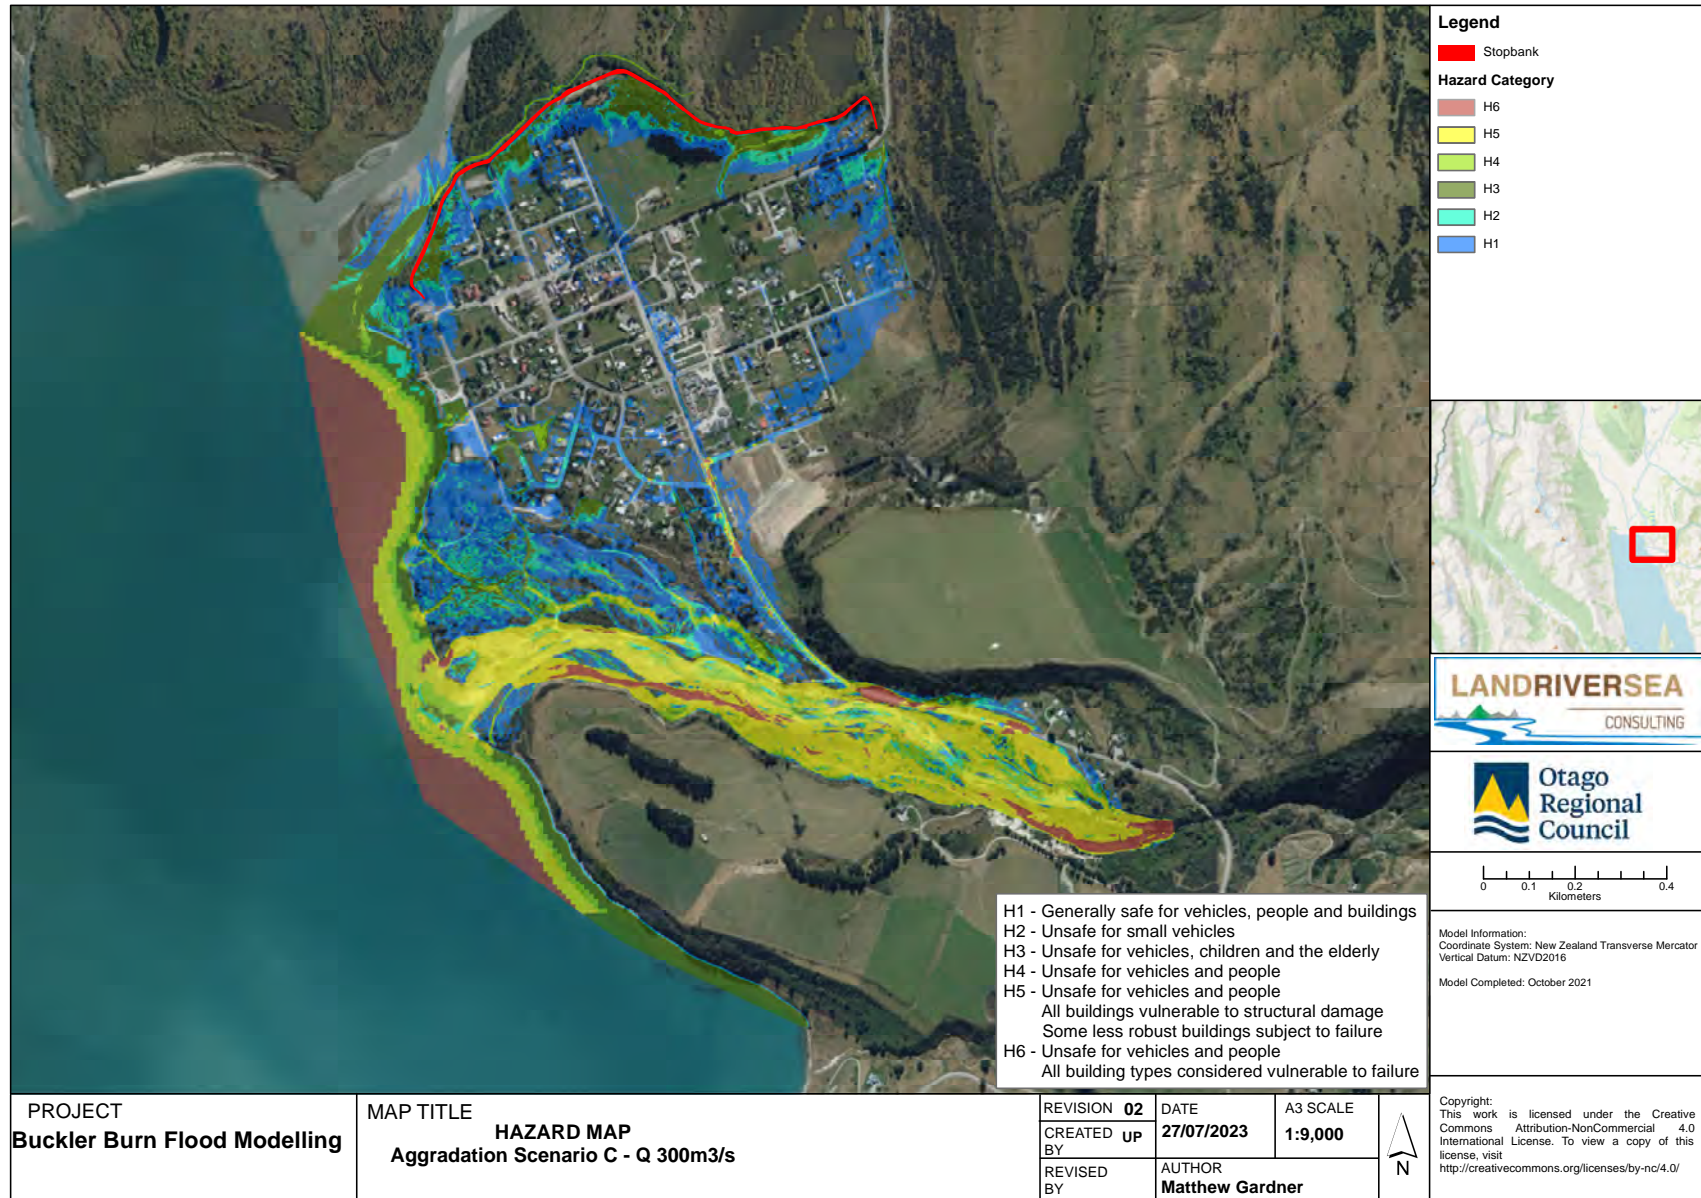 Legend
Stopbank
Hazard Category
H6
H5
H4
H3
H2
H1
LANDRIVERSEA
CONSULTING
Otago
Regional
Council
0 0.1 0.2 0.4
Kilometers
Model Information:
Coordinate System: New Zealand Transverse Mercator
Vertical Datum: NZVD2016
Model Completed: October 2021
H1 - Generally safe for vehicles, people and buildings
H2 - Unsafe for small vehicles
H3 - Unsafe for vehicles, children and the elderly
H4 - Unsafe for vehicles and people
H5 - Unsafe for vehicles and people
All buildings vulnerable to structural damage
Some less robust buildings subject to failure
H6 - Unsafe for vehicles and people
All building types considered vulnerable to failure
PROJECT
Buckler Burn Flood Modelling
MAP TITLE
HAZARD MAP
Aggradation Scenario C - Q 300m3/s
REVISION 02
CREATED BY UP
REVISED BY
DATE
27/07/2023
A3 SCALE
1:9,000
AUTHOR
Matthew Gardner
N
Copyright:
This work is licensed under the Creative
Commons Attribution-NonCommercial 4.0
International License. To view a copy of this
license, visit
http://creativecommons.org/licenses/by-nc/4.0/